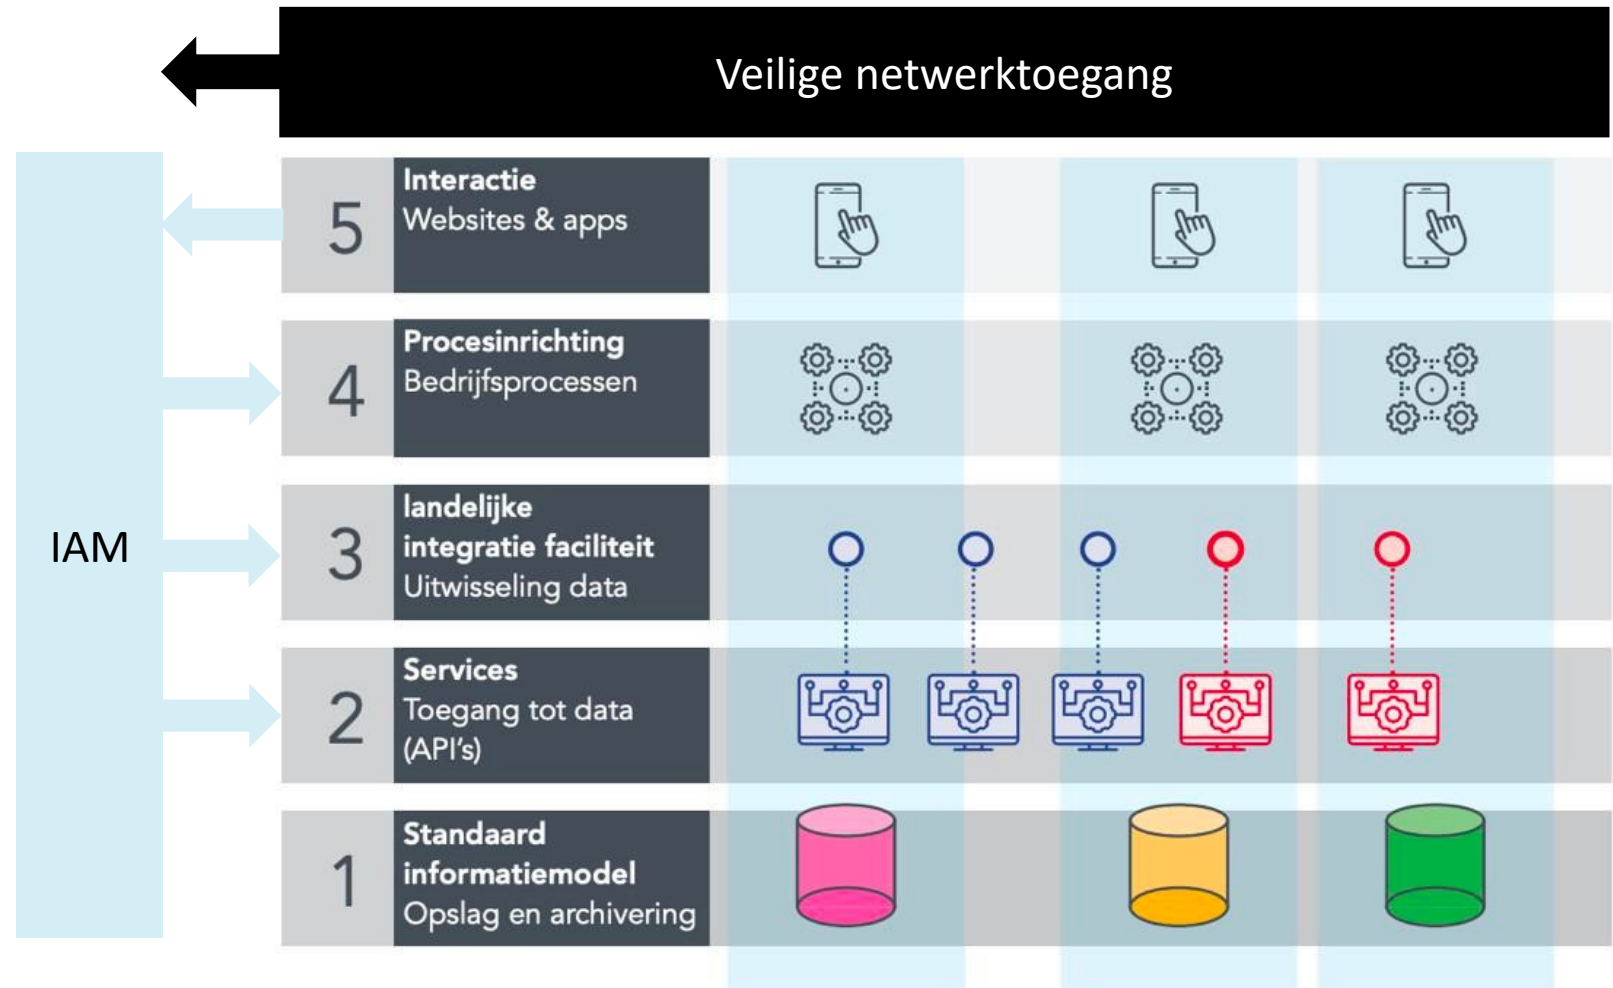 Veilige netwerktoegang
IAM
5
Interactie
Websites & apps
4
Procesinrichting
Bedrijfsprocessen
3
landelijke
integratie faciliteit
Uitwisseling data
2
Services
Toegang tot data
(API's)
1
Standaard
informatiemodel
Opslag en archivering